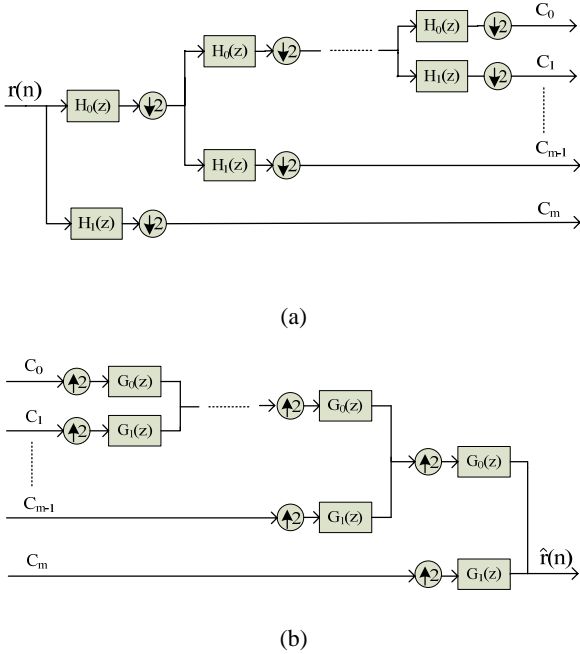 C₀
H₀(z) ↓2
H₀(z) ↓2
H₁(z) ↓2 C₁
r(n)
H₀(z) ↓2
H₁(z) ↓2 Cₘ₋₁
H₁(z) ↓2 Cₘ
(a)
C₀ ↑2 G₀(z)
↑2 G₀(z)
C₁ ↑2 G₁(z)
↑2 G₀(z)
Cₘ₋₁ ↑2 G₁(z)
Cₘ ↑2 G₁(z) r̂(n)
(b)